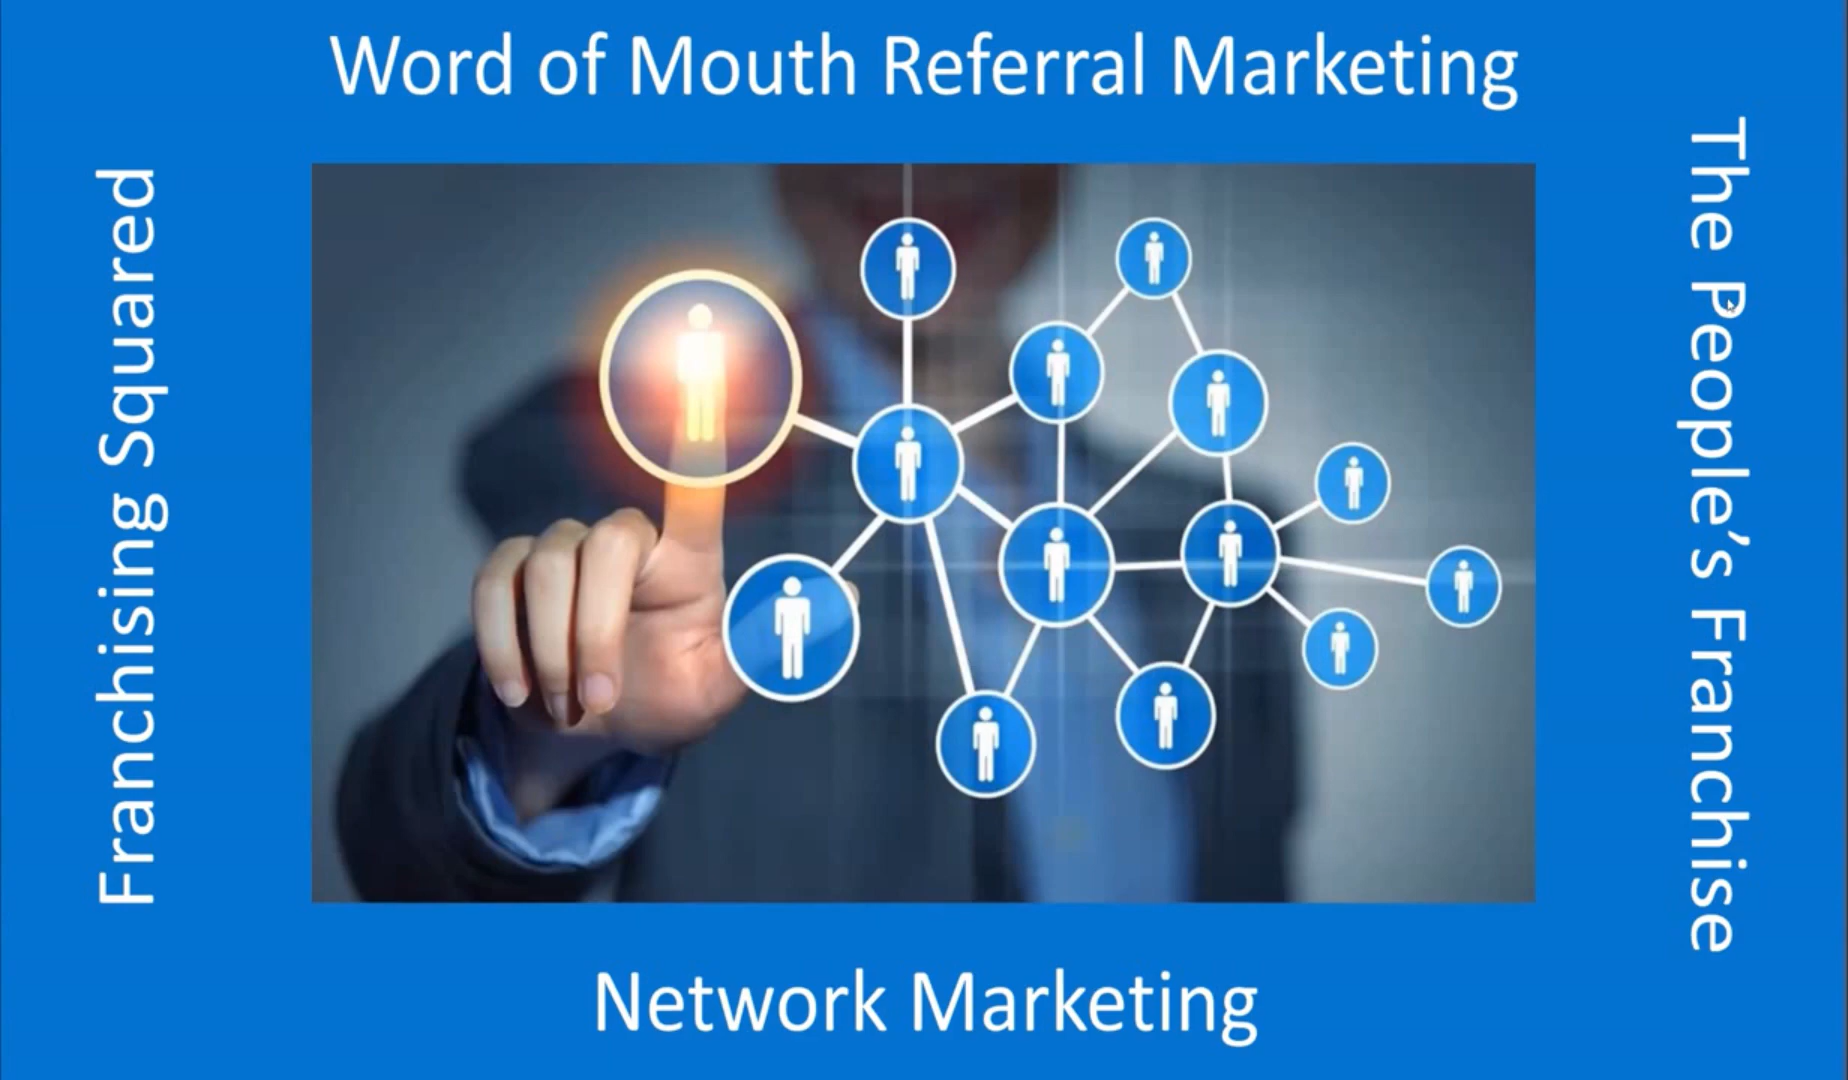 Word of Mouth Referral Marketing
Franchising Squared
The People's Franchise
Network Marketing